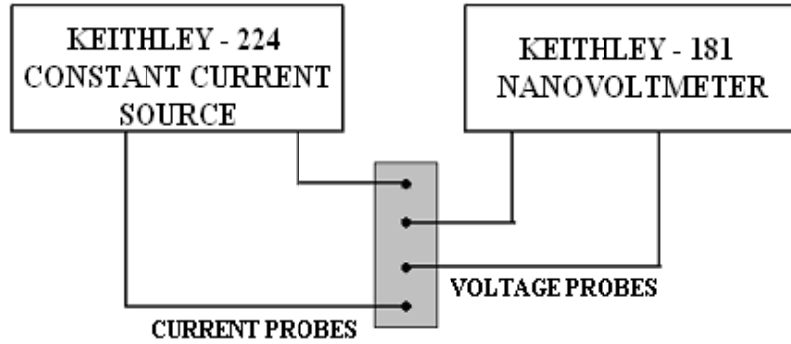 KEITHLEY - 224
CONSTANT CURRENT
SOURCE
KEITHLEY - 181
NANOVOLTMETER
VOLTAGE PROBES
CURRENT PROBES